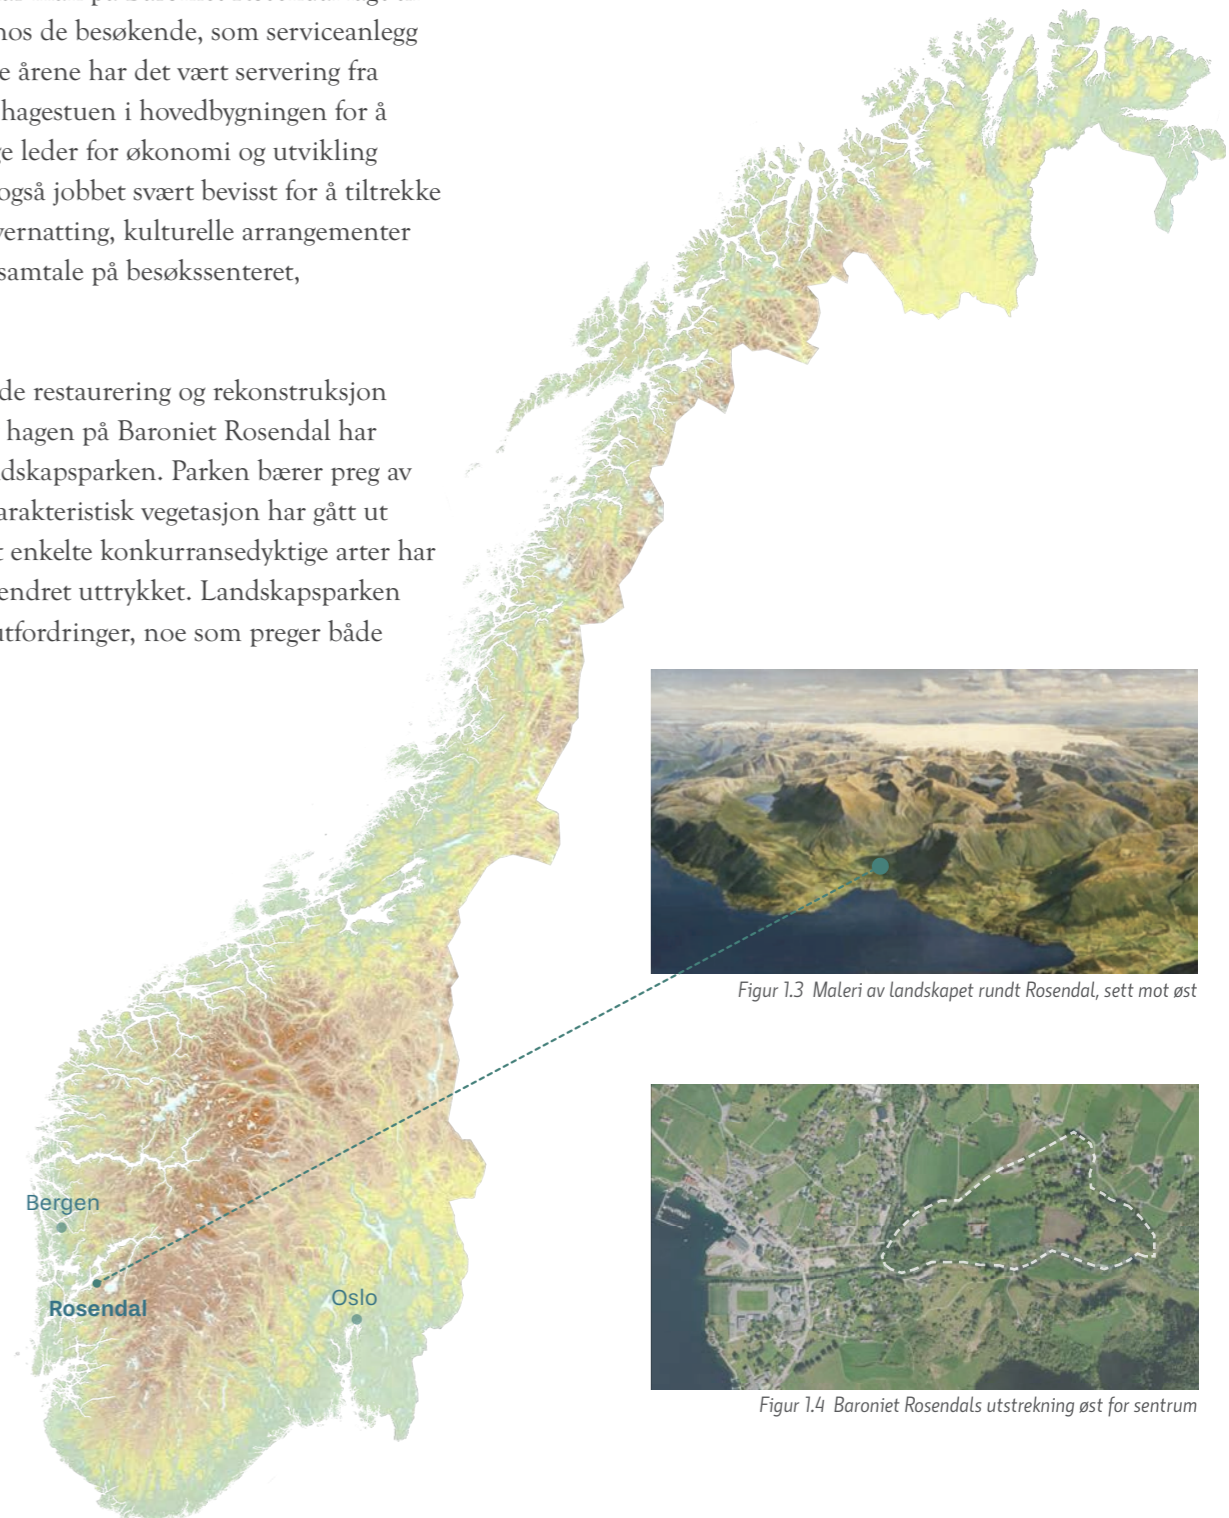 nos de besøkende, som serviceanlegg
e årene har det vært servering fra
hagestuen i hovedbygningen for å
ge leder for økonomi og utvikling
også jobbet svært bevisst for å tiltrekke
vernatting, kulturelle arrangementer
samtale på besøkssenteret,
de restaurering og rekonstruksjon
hagen på Baroniet Rosendal har
dskapsparken. Parken bærer preg av
arakteristisk vegetasjon har gått ut
t enkelte konkurransedyktige arter har
endret uttrykket. Landskapsparken
utfordringer, noe som preger både
Figur 1.3 Maleri av landskapet rundt Rosendal, sett mot øst
Bergen
Rosendal
Oslo
Figur 1.4 Baroniet Rosendals utstrekning øst for sentrum